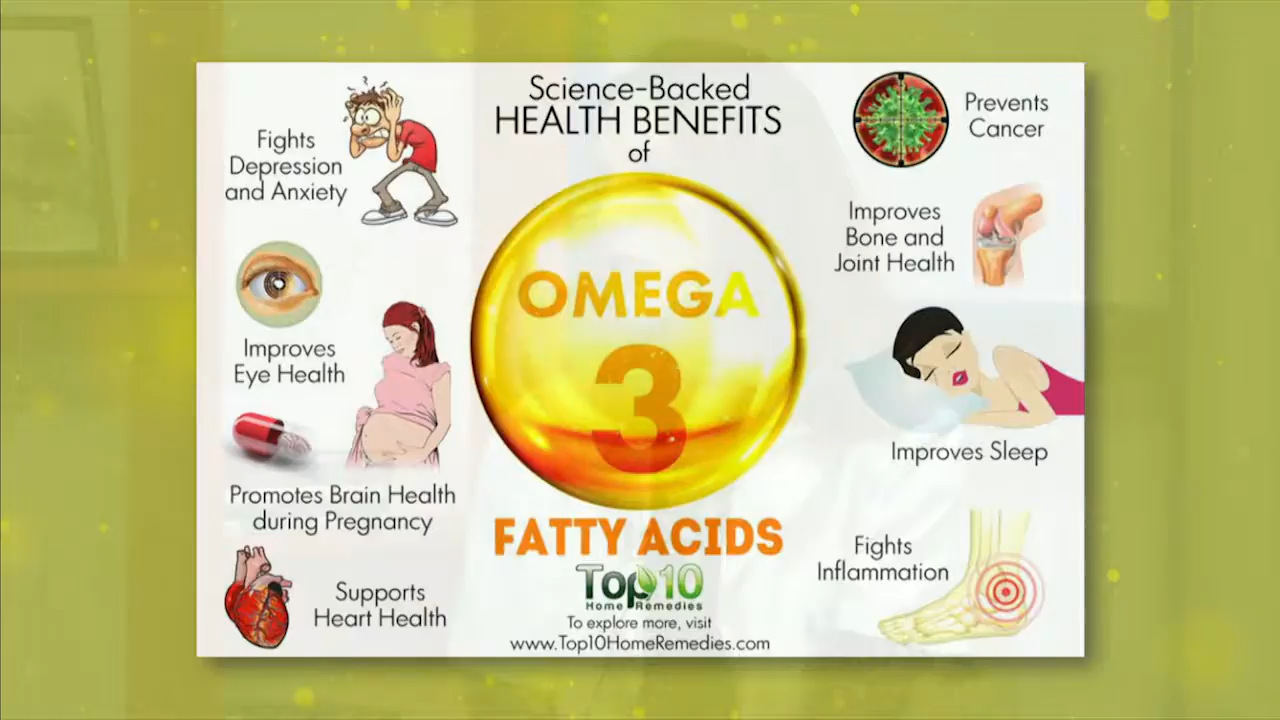 Science-Backed
HEALTH BENEFITS
of
OMEGA
3
FATTY ACIDS
Top10
Home Remedies
To explore more, visit
www.Top10HomeRemedies.com
Fights
Depression
and Anxiety
Improves
Eye Health
Promotes Brain Health
during Pregnancy
Supports
Heart Health
Prevents
Cancer
Improves
Bone and
Joint Health
Improves Sleep
Fights
Inflammation